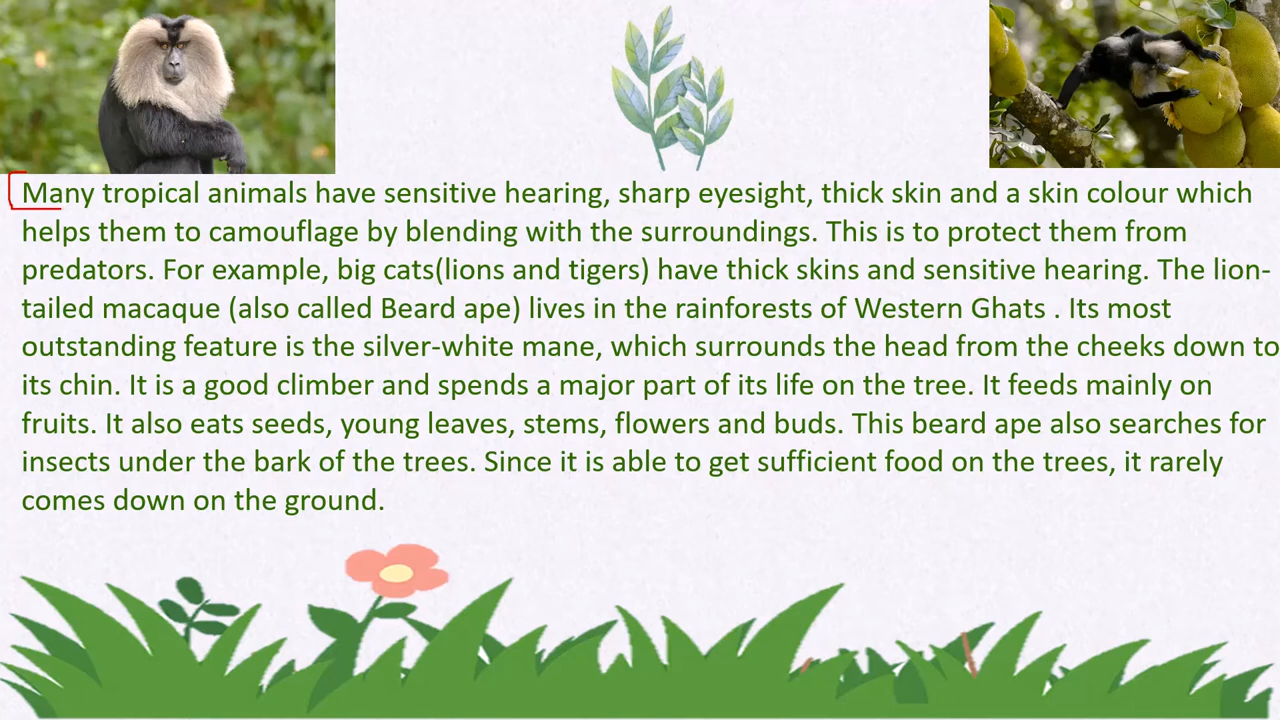 Many tropical animals have sensitive hearing, sharp eyesight, thick skin and a skin colour which
helps them to camouflage by blending with the surroundings. This is to protect them from
predators. For example, big cats(lions and tigers) have thick skins and sensitive hearing. The lion-
tailed macaque (also called Beard ape) lives in the rainforests of Western Ghats . Its most
outstanding feature is the silver-white mane, which surrounds the head from the cheeks down to
its chin. It is a good climber and spends a major part of its life on the tree. It feeds mainly on
fruits. It also eats seeds, young leaves, stems, flowers and buds. This beard ape also searches for
insects under the bark of the trees. Since it is able to get sufficient food on the trees, it rarely
comes down on the ground.